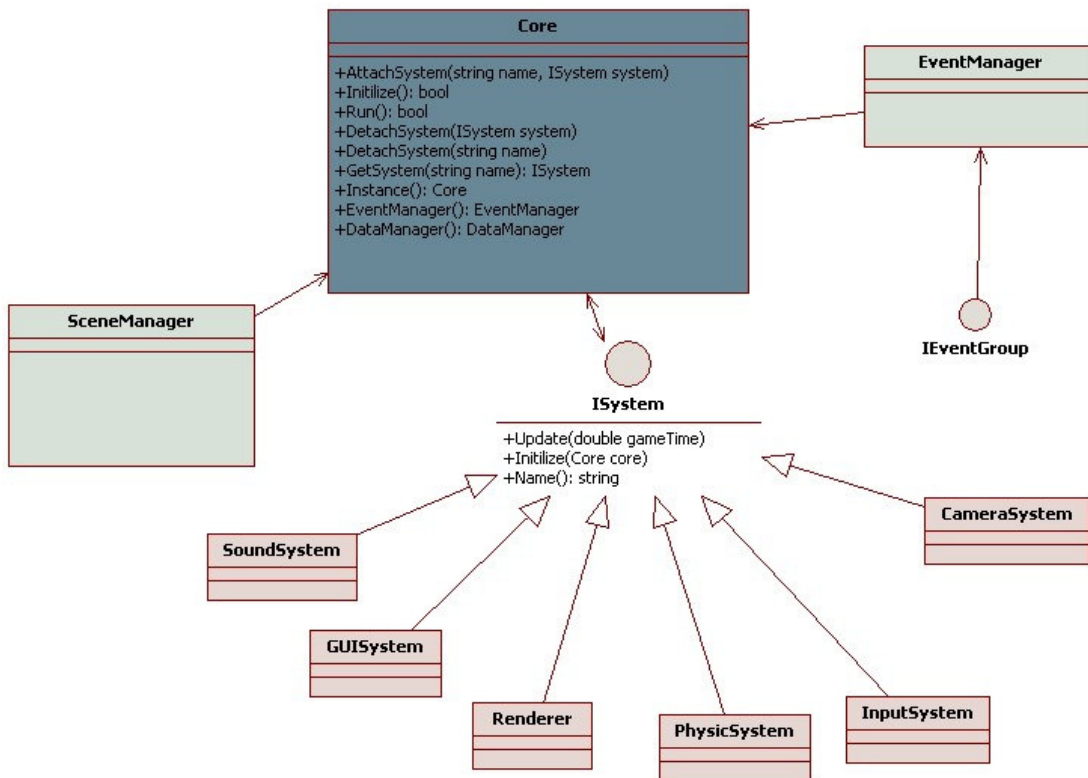 Core
+AttachSystem(string name, ISystem system)
+Initilize(): bool
+Run(): bool
+DetachSystem(ISystem system)
+DetachSystem(string name)
+GetSystem(string name): ISystem
+Instance(): Core
+EventManager(): EventManager
+DataManager(): DataManager
EventManager
SceneManager
IEventGroup
ISystem
+Update(double gameTime)
+Initilize(Core core)
+Name(): string
CameraSystem
SoundSystem
GUISystem
Renderer
PhysicSystem
InputSystem